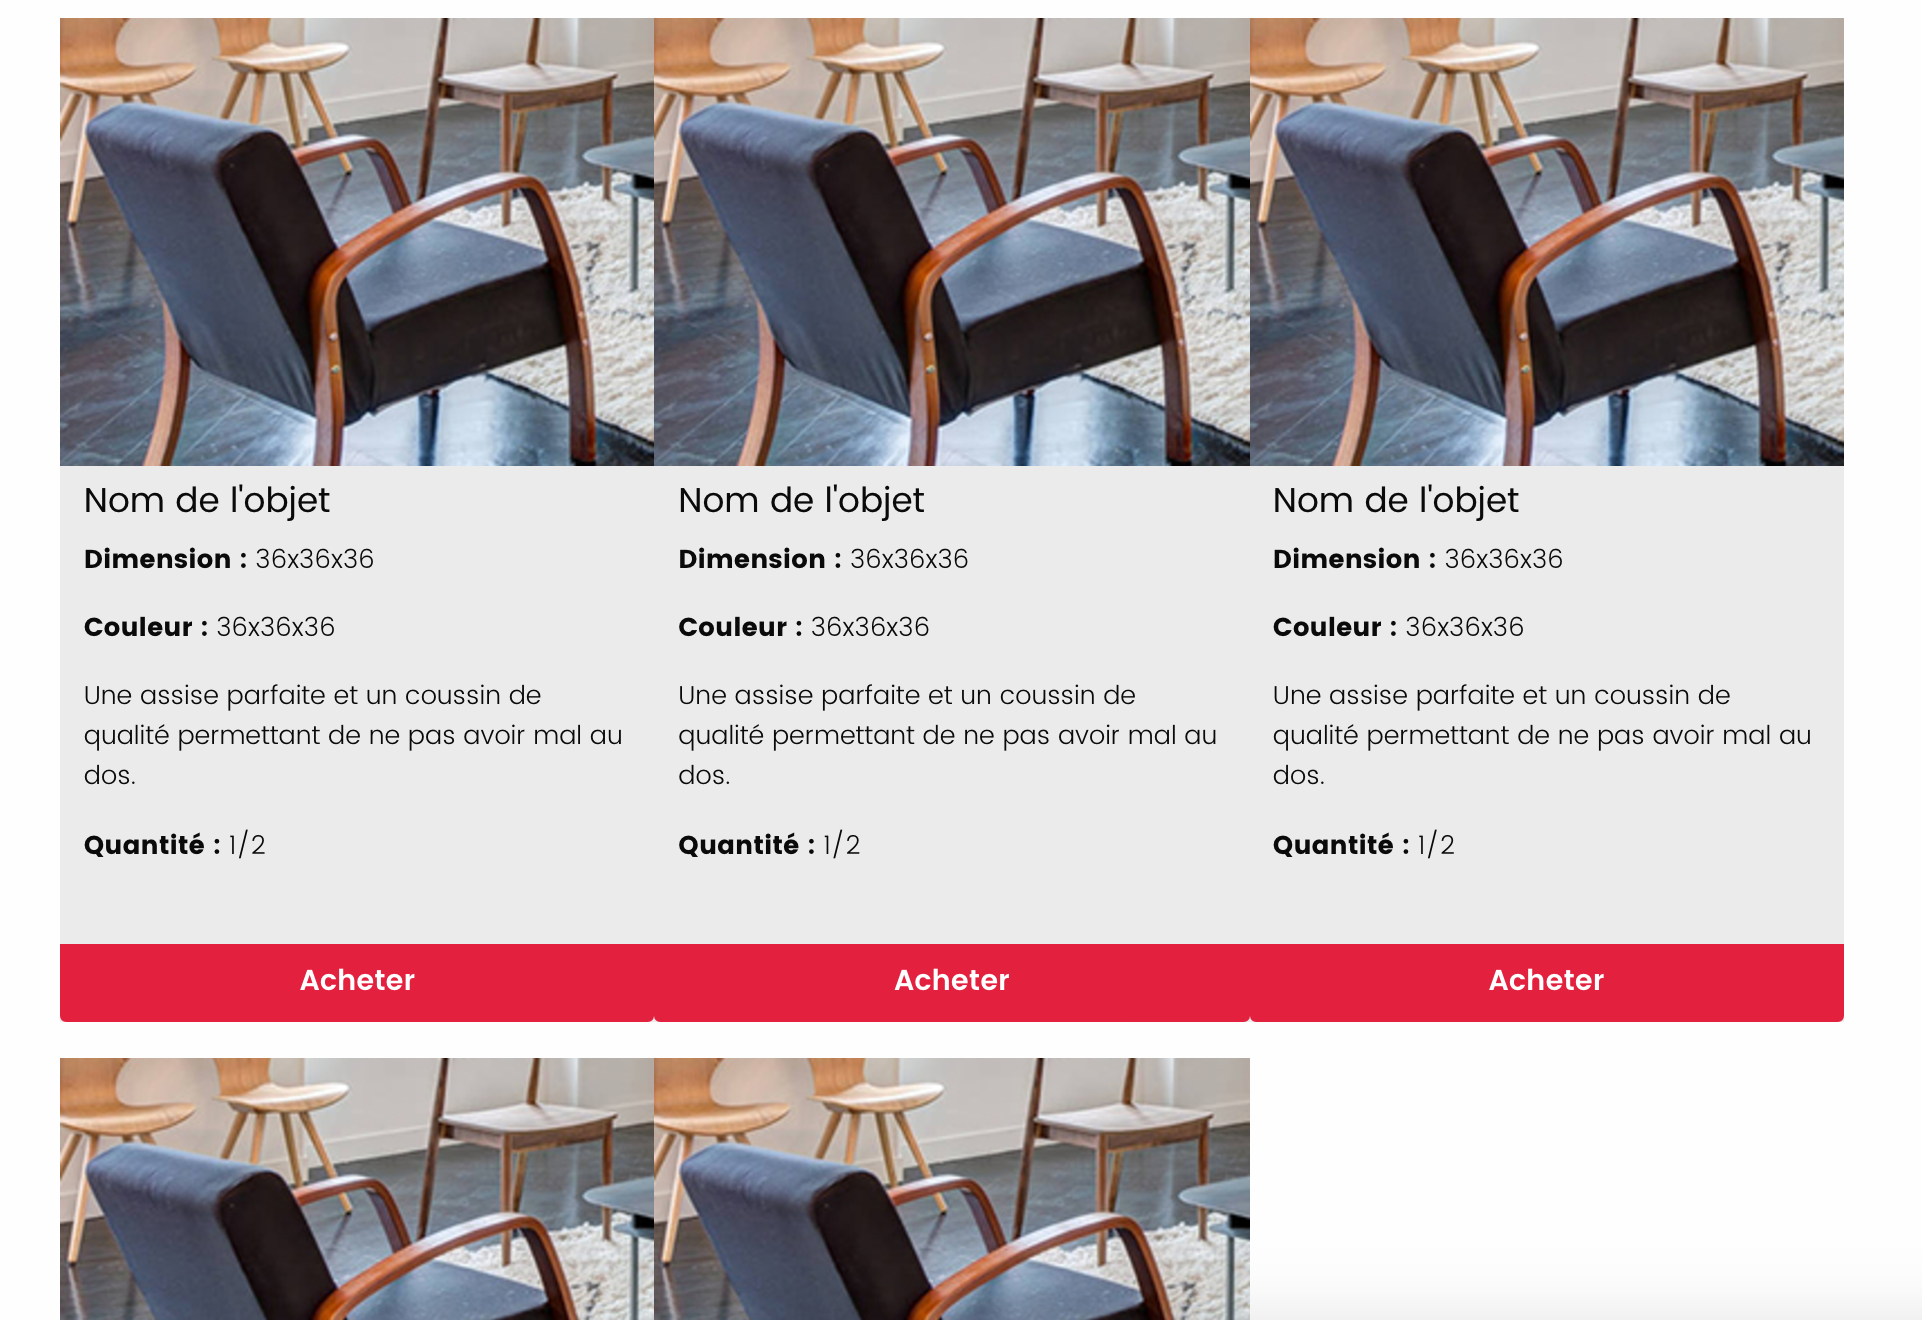 Nom de l'objet
Dimension : 36x36x36
Couleur : 36x36x36
Une assise parfaite et un coussin de
qualité permettant de ne pas avoir mal au
dos.
Quantité : 1/2
Acheter
Nom de l'objet
Dimension : 36x36x36
Couleur : 36x36x36
Une assise parfaite et un coussin de
qualité permettant de ne pas avoir mal au
dos.
Quantité : 1/2
Acheter
Nom de l'objet
Dimension : 36x36x36
Couleur : 36x36x36
Une assise parfaite et un coussin de
qualité permettant de ne pas avoir mal au
dos.
Quantité : 1/2
Acheter